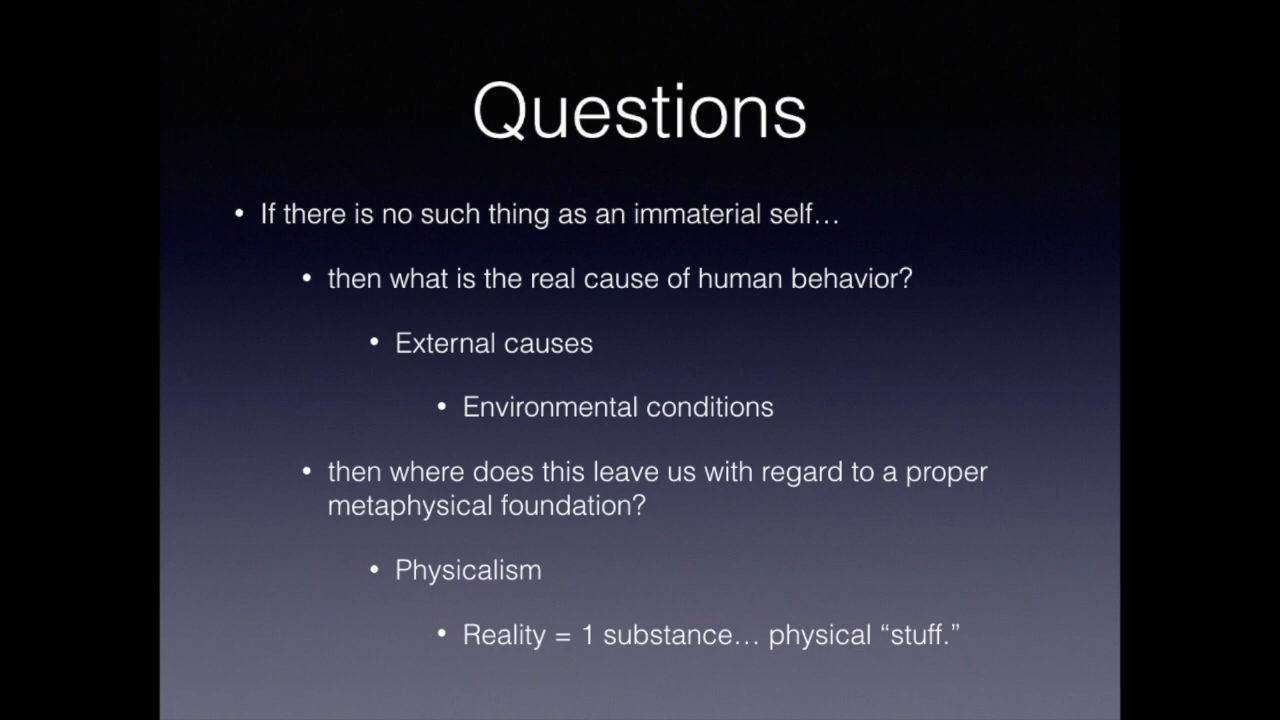 Questions
• If there is no such thing as an immaterial self…
• then what is the real cause of human behavior?
• External causes
• Environmental conditions
• then where does this leave us with regard to a proper
metaphysical foundation?
• Physicalism
• Reality = 1 substance… physical “stuff.”